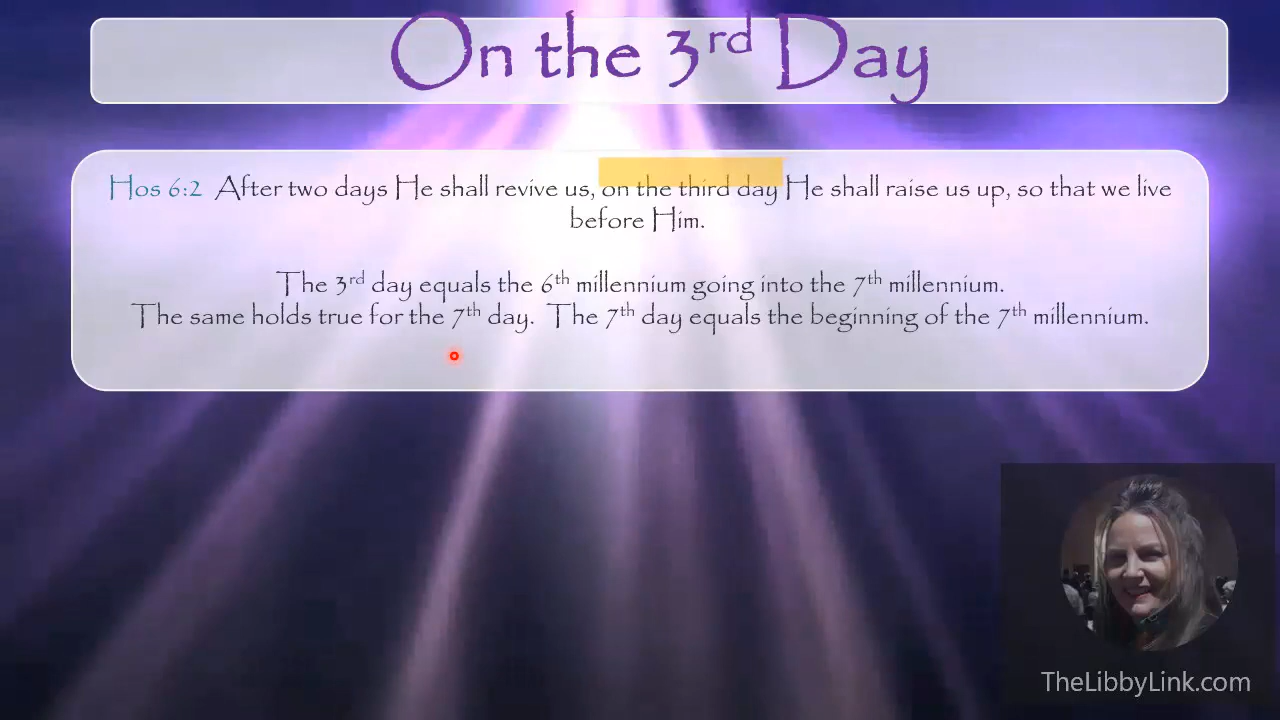 On the 3rd Day
Hos 6:2 After two days He shall revive us, on the third day He shall raise us up, so that we live
before Him.
The 3rd day equals the 6th millennium going into the 7th millennium.
The same holds true for the 7th day. The 7th day equals the beginning of the 7th millennium.
TheLibbyLink.com